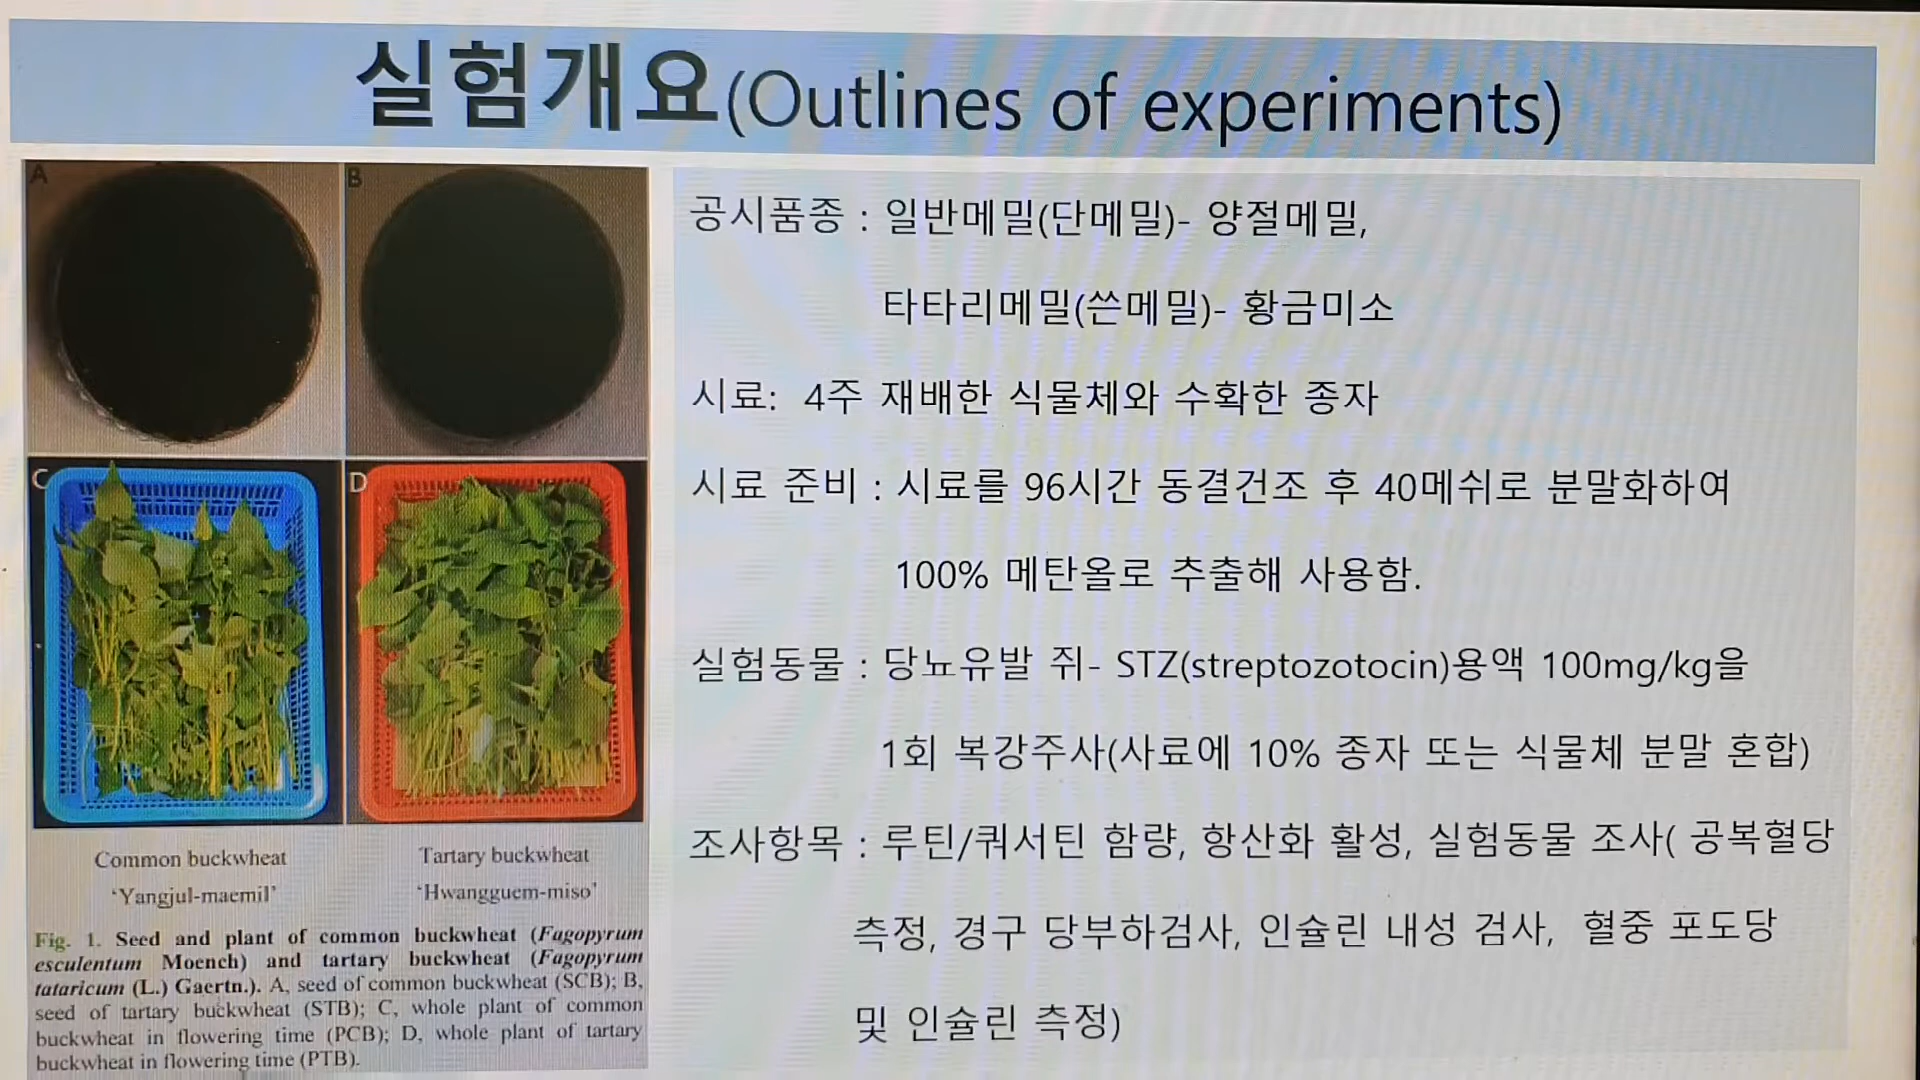 실험개요(Outlines of experiments)
A
B
C
D
Common buckwheat
'Yangjul-maemil'
Tartary buckwheat
'Hwangguem-miso'
Fig. 1. Seed and plant of common buckwheat (Fagopyrum
esculentum Moench) and tartary buckwheat (Fagopyrum
tataricum (L.) Gaertn.). A, seed of common buckwheat (SCB); B,
seed of tartary buckwheat (STB); C, whole plant of common
buckwheat in flowering time (PCB); D, whole plant of tartary
buckwheat in flowering time (PTB).
공시품종 : 일반메밀(단메밀)- 양절메밀,
타타리메밀(쓴메밀)- 황금미소
시료: 4주 재배한 식물체와 수확한 종자
시료 준비 : 시료를 96시간 동결건조 후 40메쉬로 분말화하여
100% 메탄올로 추출해 사용함.
실험동물 : 당뇨유발 쥐- STZ(streptozotocin)용액 100mg/kg을
1회 복강주사(사료에 10% 종자 또는 식물체 분말 혼합)
조사항목 : 루틴/쿼서틴 함량, 항산화 활성, 실험동물 조사( 공복혈당
측정, 경구 당부하검사, 인슐린 내성 검사, 혈중 포도당
및 인슐린 측정)